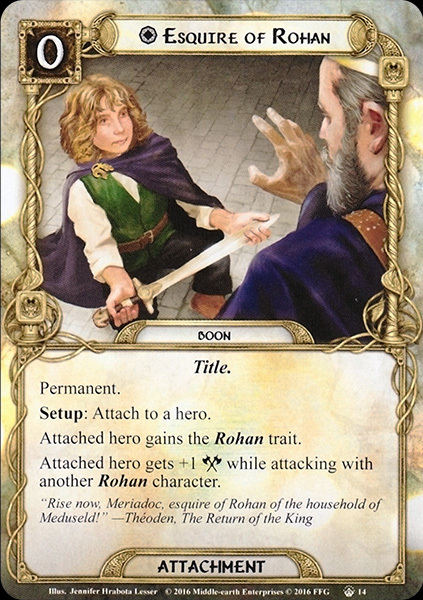 0
Esquire of Rohan
BOON
Title.
Permanent.
Setup: Attach to a hero.
Attached hero gains the Rohan trait.
Attached hero gets +1 while attacking with
another Rohan character.
“Rise now, Meriadoc, esquire of Rohan of the household of
Meduseld!” —Théoden, The Return of the King
ATTACHMENT
Illus. Jennifer Hrabota Lesser © 2016 Middle-earth Enterprises © 2016 FFG 14